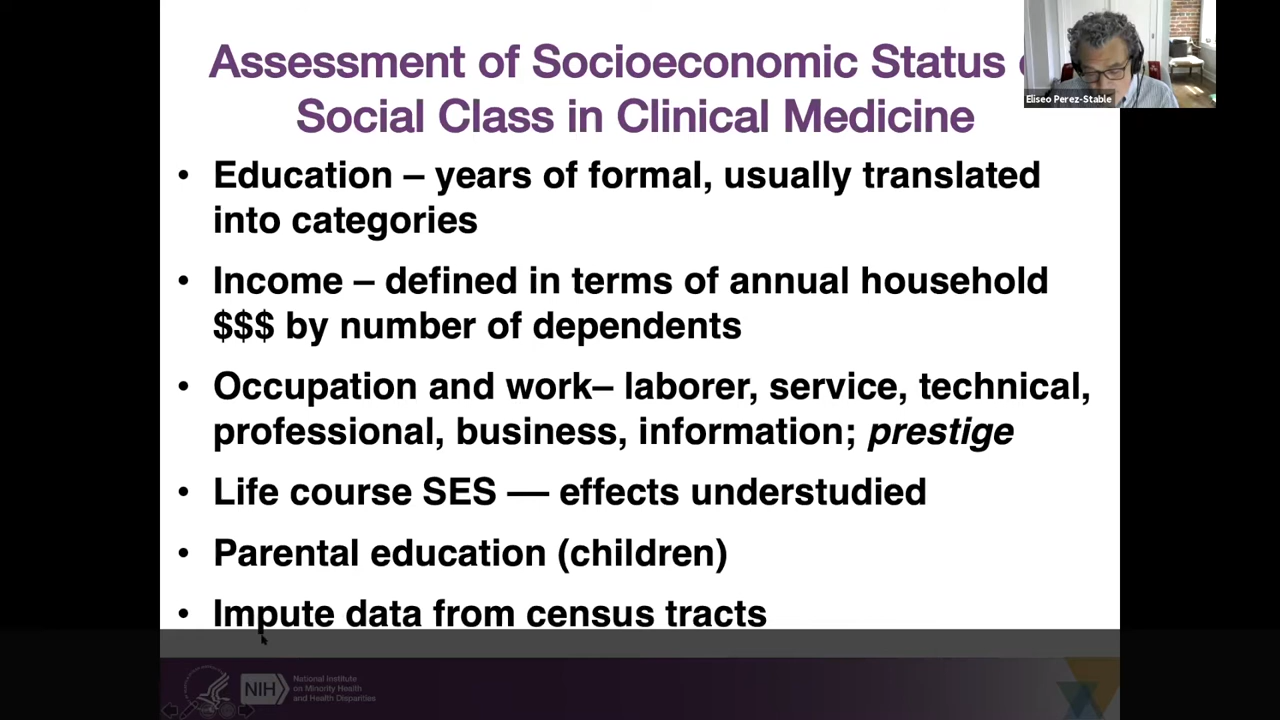 Assessment of Socioeconomic Status
Social Class in Clinical Medicine
Eliseo Perez-Stable
• Education – years of formal, usually translated
into categories
• Income – defined in terms of annual household
$$$ by number of dependents
• Occupation and work– laborer, service, technical,
professional, business, information; prestige
• Life course SES — effects understudied
• Parental education (children)
• Impute data from census tracts
NIH
National Institute
on Minority Health
and Health Disparities